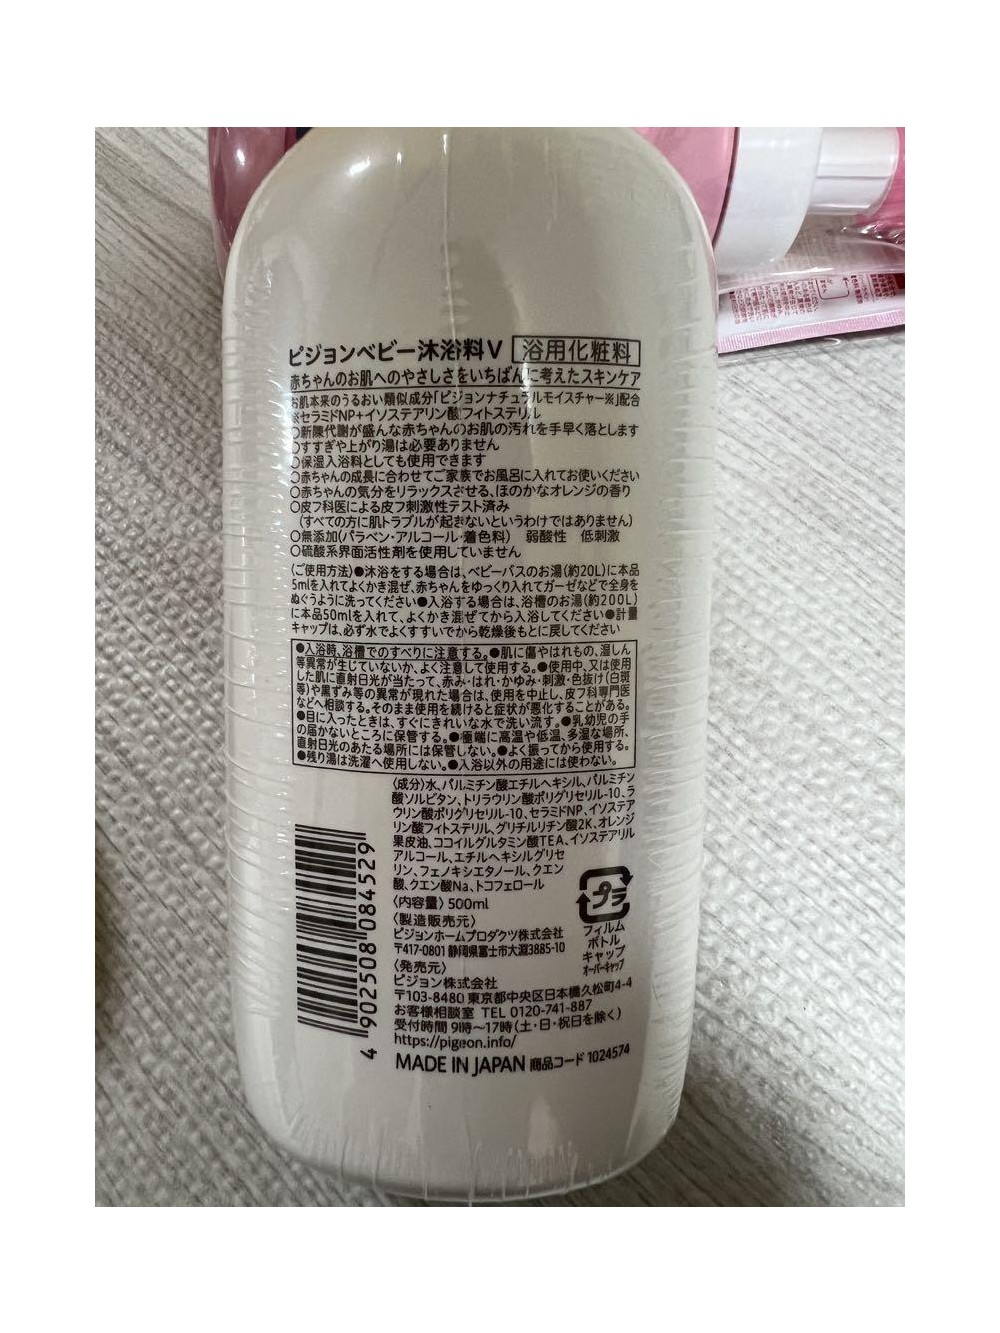 ピジョンベビー沐浴料V 浴用化粧料
赤ちゃんのお肌へのやさしさをいちばんに考えたスキンケア
お肌本来のうるおい類似成分「ピジョンナチュラルモイスチャー※」配合
※セラミドNP+イソステアリン酸フィトステリル
○新陳代謝が盛んな赤ちゃんのお肌の汚れを手早く落とします
○すすぎや上がり湯は必要ありません
○保湿入浴料としても使用できます
○赤ちゃんの成長に合わせてご家族でお風呂に入れてお使いください
○赤ちゃんの気分をリラックスさせる、ほのかなオレンジの香り
○皮フ科医による皮フ刺激性テスト済み
(すべての方に肌トラブルが起きないというわけではありません)
○無添加(パラベン・アルコール・着色料) 弱酸性 低刺激
○硫酸系界面活性剤を使用していません
〈ご使用方法〉●沐浴をする場合は、ベビーバスのお湯(約20L)に本品
5mlを入れてよくかき混ぜ、赤ちゃんをゆっくり入れてガーゼなどで全身を
ぬぐうように洗ってください●入浴する場合は、浴槽のお湯(約200L)
に本品50mlを入れて、よくかき混ぜてから入浴してください●計量
キャップは、必ず水でよくすすいでから乾燥後もとに戻してください
●入浴時、浴槽でのすべりに注意する。●肌に傷やはれもの、湿しん
等異常が生じていないか、よく注意して使用する。●使用中、又は使用
した肌に直射日光が当たって、赤み・はれ・かゆみ・刺激・色抜け(白斑
等)や黒ずみ等の異常が現れた場合は、使用を中止し、皮フ科専門医
などへ相談する。そのまま使用を続けると症状が悪化することがある。
●目に入ったときは、すぐにきれいな水で洗い流す。●乳幼児の手
の届かないところに保管する。●極端に高温や低温、多湿な場所、
直射日光のあたる場所には保管しない。●よく振ってから使用する。
●残り湯は洗濯へ使用しない。●入浴以外の用途には使わない。
〈成分〉水、パルミチン酸エチルヘキシル、パルミチン
酸ソルビタン、トリラウリン酸ポリグリセリル-10、ラ
ウリン酸ポリグリセリル-10、セラミドNP、イソステア
リン酸フィトステリル、グリチルリチン酸2K、オレンジ
果皮油、ココイルグルタミン酸TEA、イソステアリル
アルコール、エチルヘキシルグリセ
リン、フェノキシエタノール、クエン
酸、クエン酸Na、トコフェロール
〈内容量〉500ml
〈製造販売元〉
ピジョンホームプロダクツ株式会社
〒417-0801 静岡県富士市大淵3885-10
〈発売元〉
ピジョン株式会社
〒103-8480 東京都中央区日本橋久松町4-4
お客様相談室 TEL 0120-741-887
受付時間 9時〜17時(土・日・祝日を除く)
https://pigeon.info/
MADE IN JAPAN 商品コード 1024574
プラ
フィルム
ボトル
キャップ
オーバーキャップ
4 902508 084529